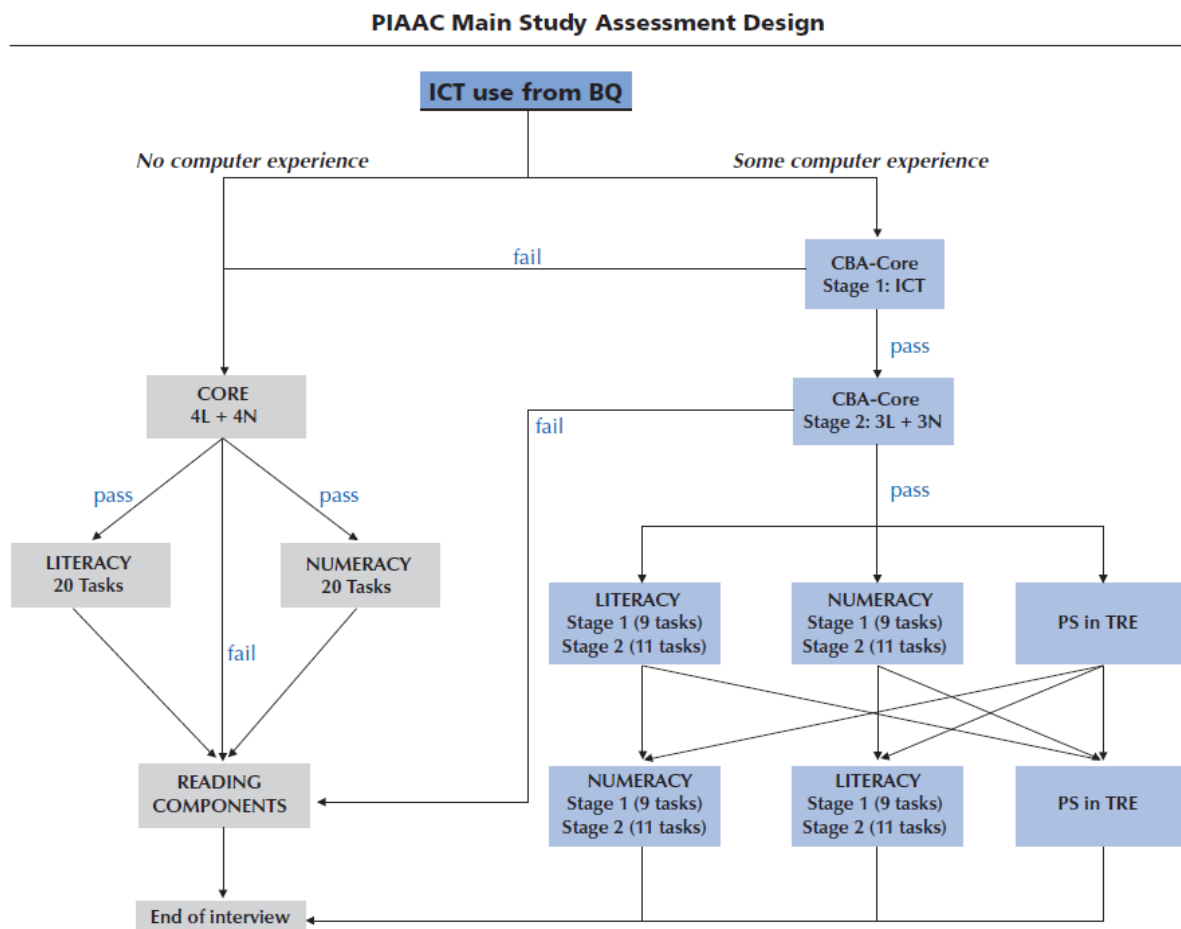 PIAAC Main Study Assessment Design
ICT use from BQ
No computer experience
Some computer experience
fail
CBA-Core
Stage 1: ICT
pass
CORE
4L + 4N
CBA-Core
Stage 2: 3L + 3N
fail
pass
pass
pass
LITERACY
20 Tasks
NUMERACY
20 Tasks
LITERACY
Stage 1 (9 tasks)
Stage 2 (11 tasks)
NUMERACY
Stage 1 (9 tasks)
Stage 2 (11 tasks)
PS in TRE
fail
READING
COMPONENTS
NUMERACY
Stage 1 (9 tasks)
Stage 2 (11 tasks)
LITERACY
Stage 1 (9 tasks)
Stage 2 (11 tasks)
PS in TRE
End of interview